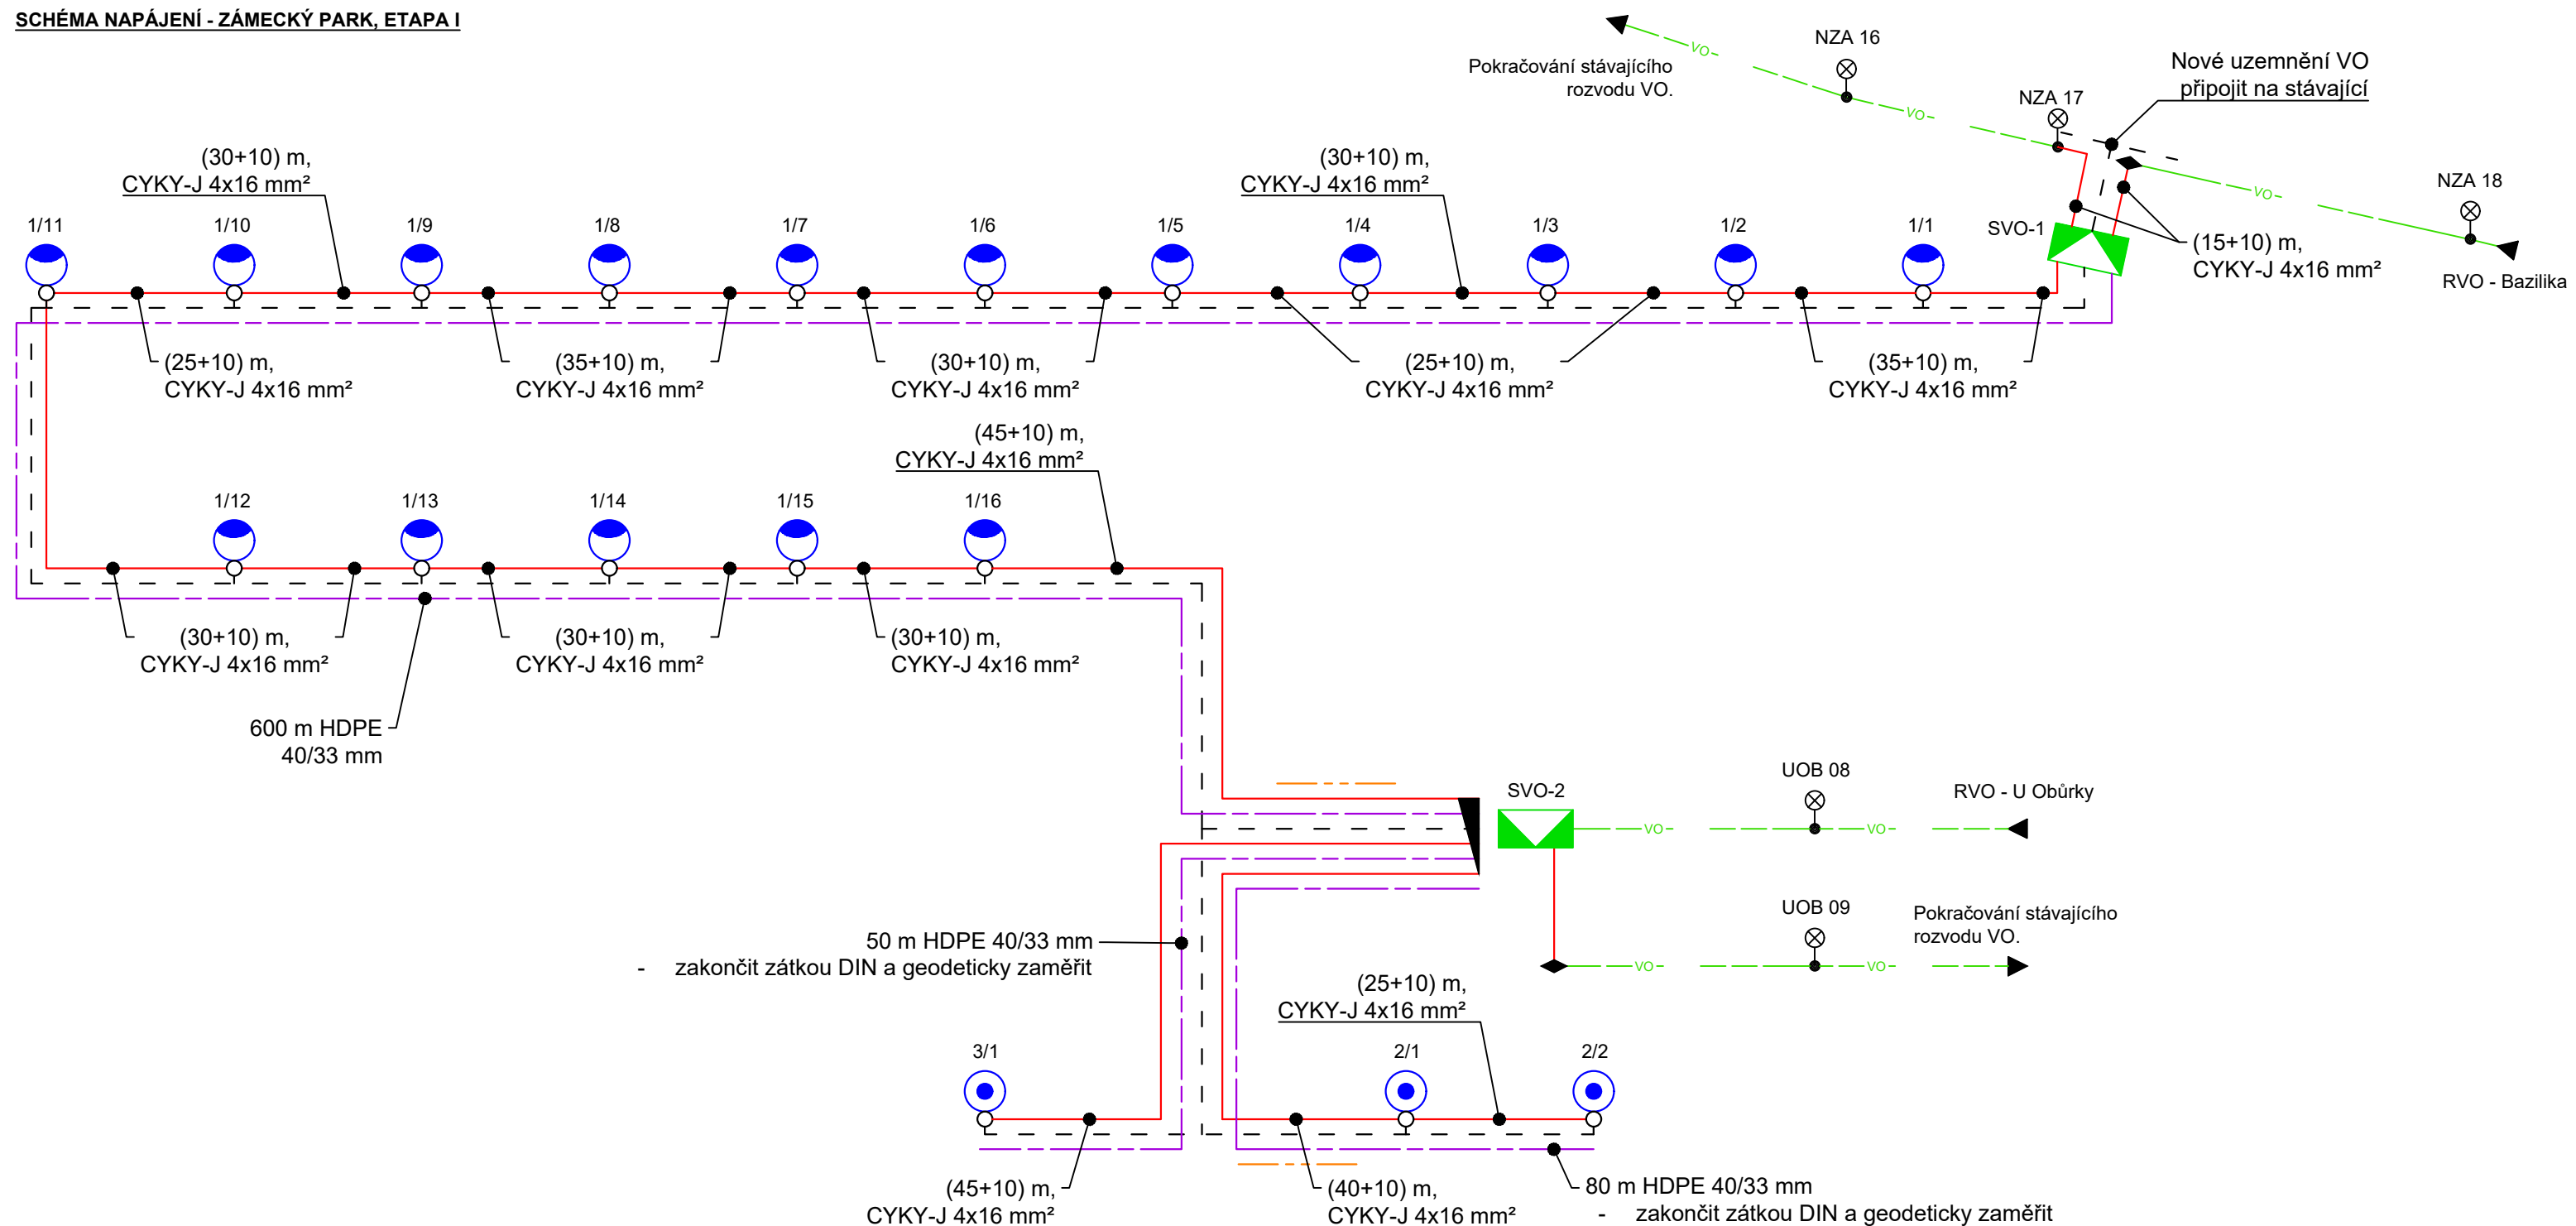 SCHÉMA NAPÁJENÍ - ZÁMECKÝ PARK, ETAPA I
VO
NZA 16
Pokračování stávajícího
rozvodu VO.
Nové uzemnění VO
připojit na stávající
NZA 17
VO
VO
NZA 18
(30+10) m,
CYKY-J 4x16 mm²
(30+10) m,
CYKY-J 4x16 mm²
1/11
1/10
1/9
1/8
1/7
1/6
1/5
1/4
1/3
1/2
1/1
SVO-1
(15+10) m,
CYKY-J 4x16 mm²
RVO - Bazilika
(25+10) m,
CYKY-J 4x16 mm²
(35+10) m,
CYKY-J 4x16 mm²
(30+10) m,
CYKY-J 4x16 mm²
(25+10) m,
CYKY-J 4x16 mm²
(35+10) m,
CYKY-J 4x16 mm²
(45+10) m,
CYKY-J 4x16 mm²
1/12
1/13
1/14
1/15
1/16
(30+10) m,
CYKY-J 4x16 mm²
(30+10) m,
CYKY-J 4x16 mm²
(30+10) m,
CYKY-J 4x16 mm²
600 m HDPE
40/33 mm
SVO-2
UOB 08
RVO - U Obůrky
VO
VO
UOB 09
Pokračování stávajícího
rozvodu VO.
VO
VO
50 m HDPE 40/33 mm
- zakončit zátkou DIN a geodeticky zaměřit
(25+10) m,
CYKY-J 4x16 mm²
3/1
2/1
2/2
(45+10) m,
CYKY-J 4x16 mm²
(40+10) m,
CYKY-J 4x16 mm²
80 m HDPE 40/33 mm
- zakončit zátkou DIN a geodeticky zaměřit